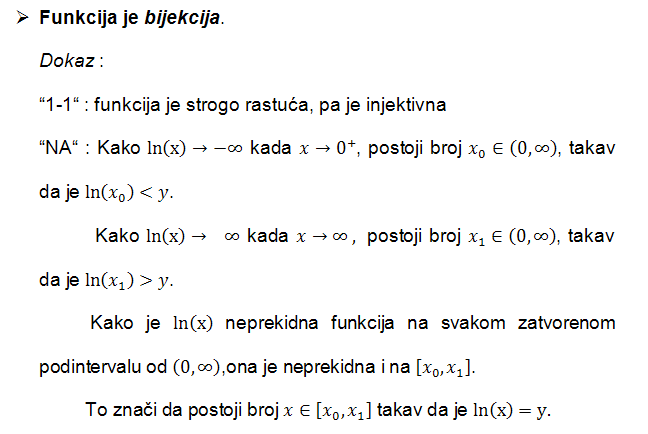 ➢ Funkcija je bijekcija.
Dokaz :
“1-1“ : funkcija je strogo rastuća, pa je injektivna
“NA“ : Kako ln(x) → −∞ kada x → 0⁺, postoji broj x₀ ∈ (0, ∞), takav
da je ln(x₀) < y.
Kako ln(x) → ∞ kada x → ∞ , postoji broj x₁ ∈ (0, ∞), takav
da je ln(x₁) > y.
Kako je ln(x) neprekidna funkcija na svakom zatvorenom
podintervalu od (0, ∞),ona je neprekidna i na [x₀, x₁].
To znači da postoji broj x ∈ [x₀, x₁] takav da je ln(x) = y.